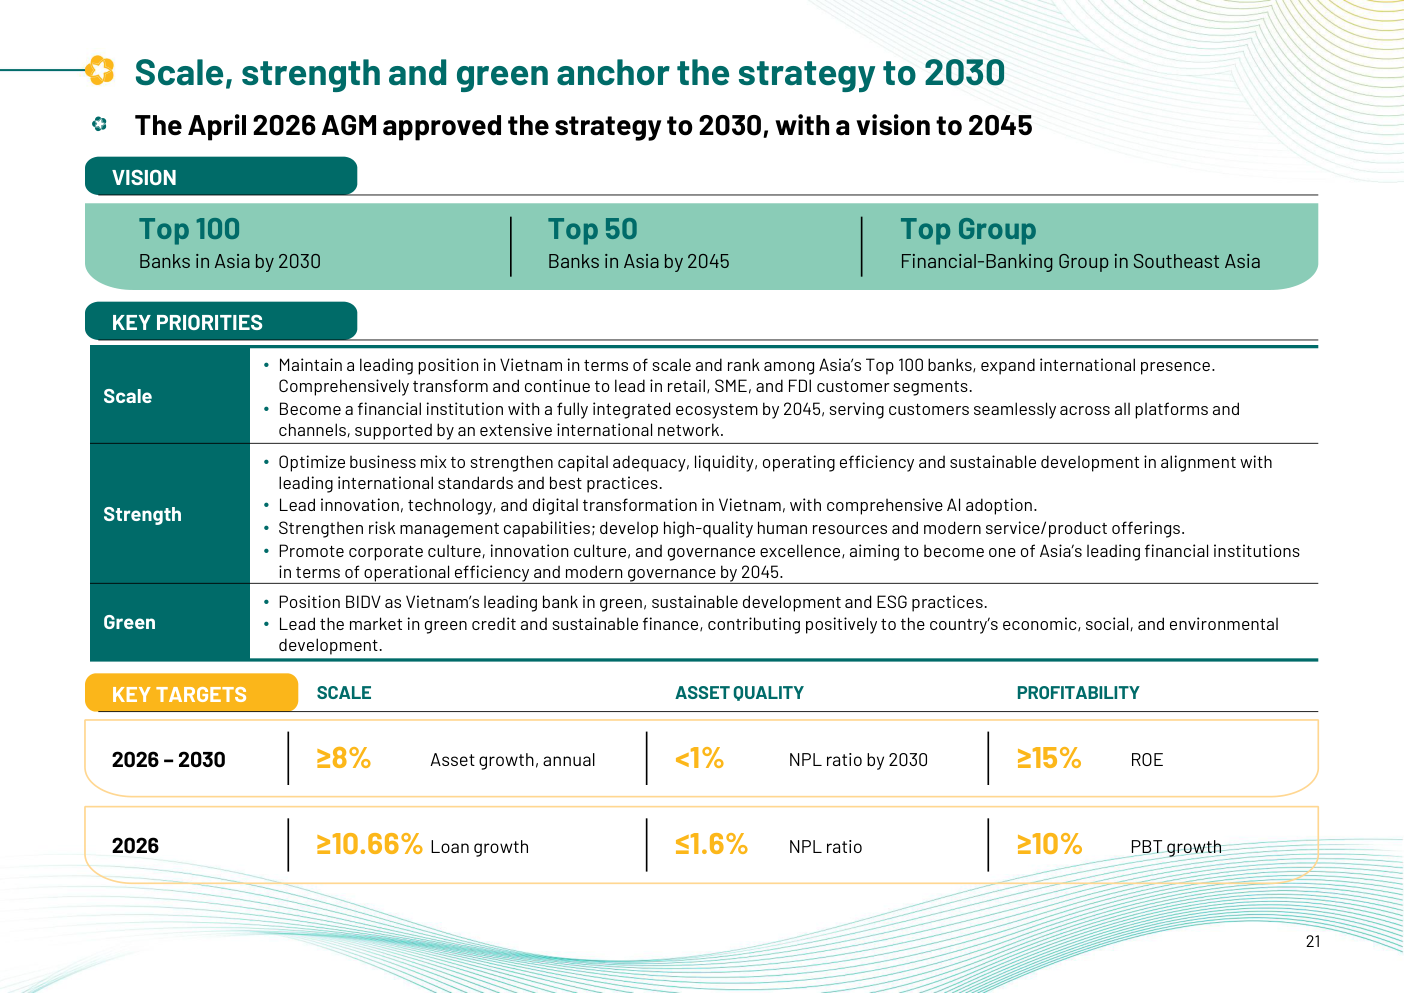 Scale, strength and green anchor the strategy to 2030
The April 2026 AGM approved the strategy to 2030, with a vision to 2045
VISION
Top 100
Banks in Asia by 2030
Top 50
Banks in Asia by 2045
Top Group
Financial-Banking Group in Southeast Asia
KEY PRIORITIES
Scale
• Maintain a leading position in Vietnam in terms of scale and rank among Asia’s Top 100 banks, expand international presence.
Comprehensively transform and continue to lead in retail, SME, and FDI customer segments.
• Become a financial institution with a fully integrated ecosystem by 2045, serving customers seamlessly across all platforms and
channels, supported by an extensive international network.
Strength
• Optimize business mix to strengthen capital adequacy, liquidity, operating efficiency and sustainable development in alignment with
leading international standards and best practices.
• Lead innovation, technology, and digital transformation in Vietnam, with comprehensive AI adoption.
• Strengthen risk management capabilities; develop high-quality human resources and modern service/product offerings.
• Promote corporate culture, innovation culture, and governance excellence, aiming to become one of Asia’s leading financial institutions
in terms of operational efficiency and modern governance by 2045.
Green
• Position BIDV as Vietnam’s leading bank in green, sustainable development and ESG practices.
• Lead the market in green credit and sustainable finance, contributing positively to the country’s economic, social, and environmental
development.
KEY TARGETS
SCALE
ASSET QUALITY
PROFITABILITY
2026 – 2030
≥8% Asset growth, annual
<1% NPL ratio by 2030
≥15% ROE
2026
≥10.66% Loan growth
≤1.6% NPL ratio
≥10% PBT growth
21